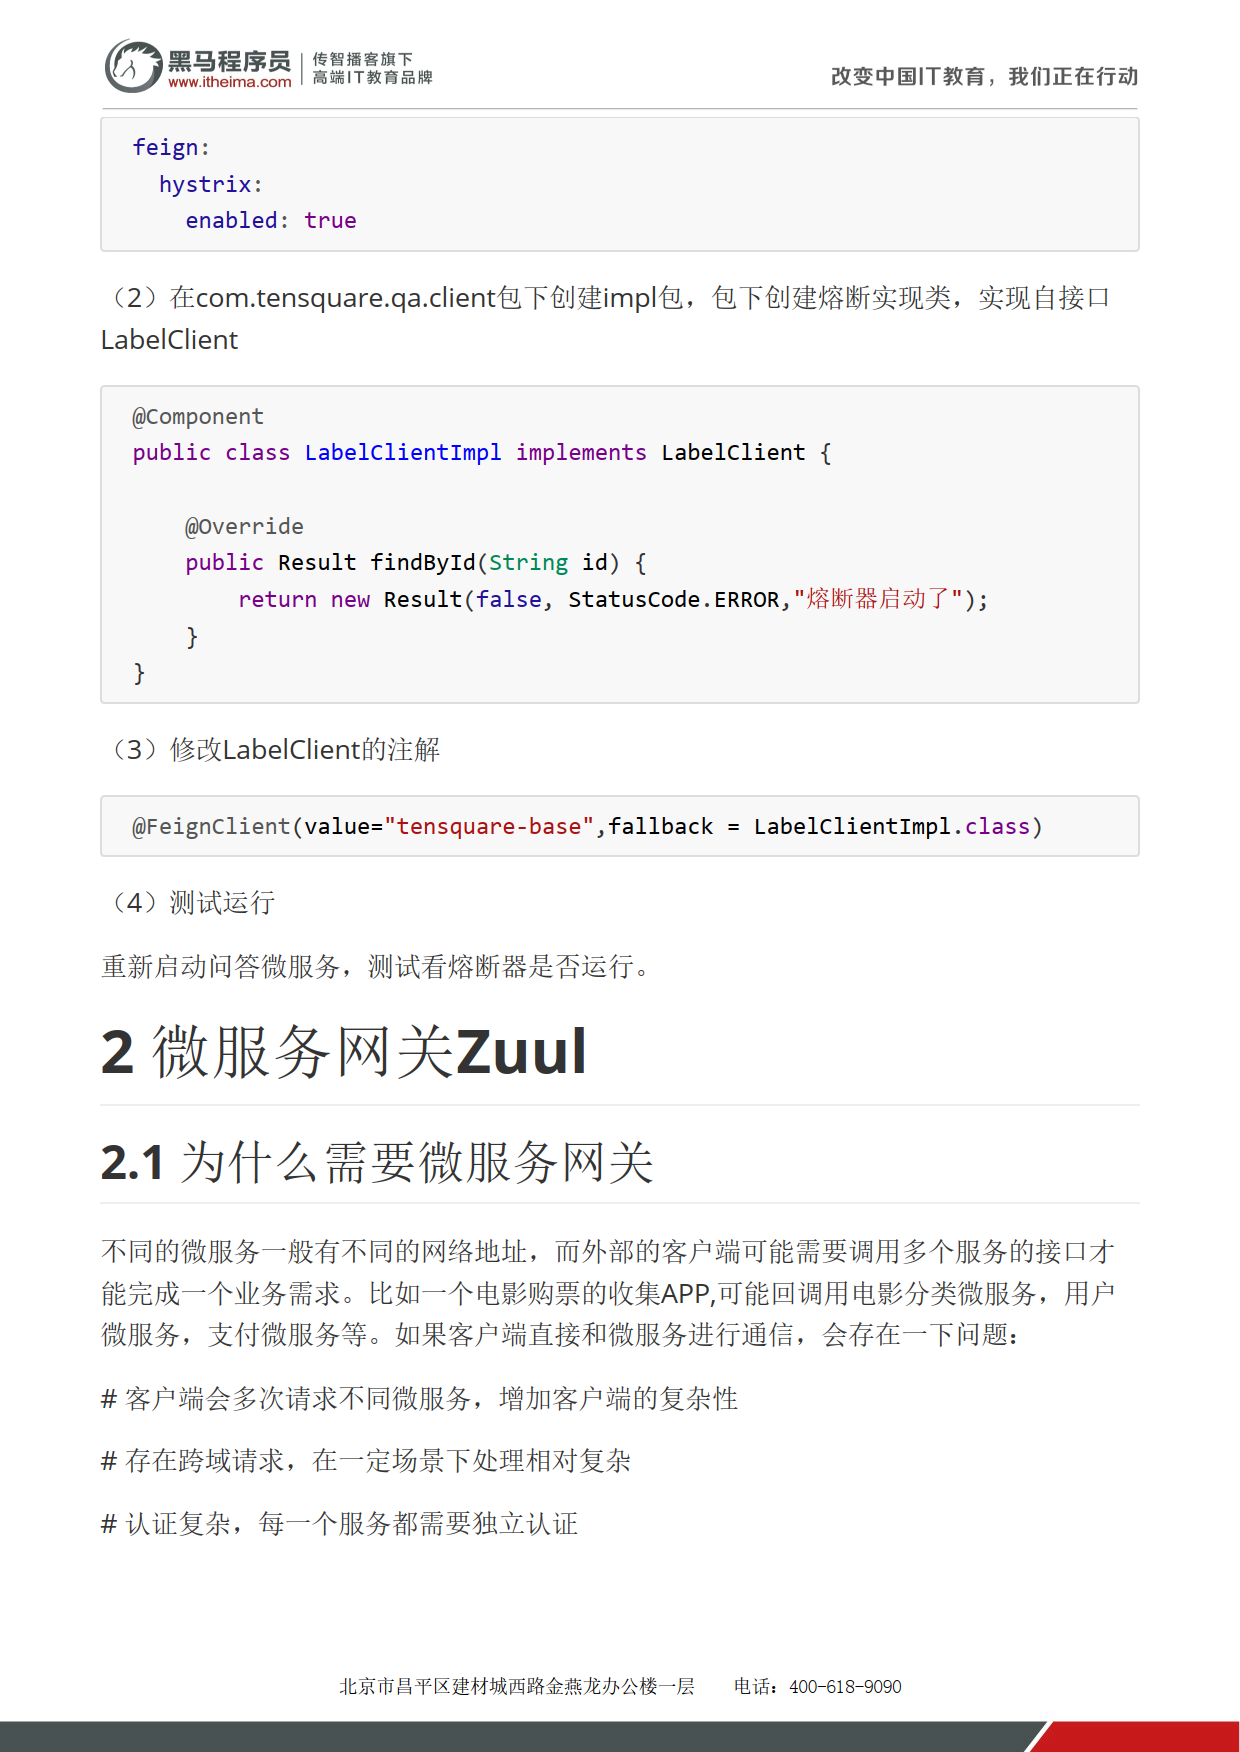 黑马程序员
www.itheima.com
传智播客旗下
高端IT教育品牌
改变中国IT教育，我们正在行动
feign:
  hystrix:
    enabled: true
（2）在com.tensquare.qa.client包下创建impl包，包下创建熔断实现类，实现自接口
LabelClient
@Component
public class LabelClientImpl implements LabelClient {
    @Override
    public Result findById(String id) {
        return new Result(false, StatusCode.ERROR,"熔断器启动了");
    }
}
（3）修改LabelClient的注解
@FeignClient(value="tensquare-base",fallback = LabelClientImpl.class)
（4）测试运行
重新启动问答微服务，测试看熔断器是否运行。
2 微服务网关Zuul
2.1 为什么需要微服务网关
不同的微服务一般有不同的网络地址，而外部的客户端可能需要调用多个服务的接口才
能完成一个业务需求。比如一个电影购票的收集APP,可能回调用电影分类微服务，用户
微服务，支付微服务等。如果客户端直接和微服务进行通信，会存在一下问题：
# 客户端会多次请求不同微服务，增加客户端的复杂性
# 存在跨域请求，在一定场景下处理相对复杂
# 认证复杂，每一个服务都需要独立认证
北京市昌平区建材城西路金燕龙办公楼一层 电话：400-618-9090